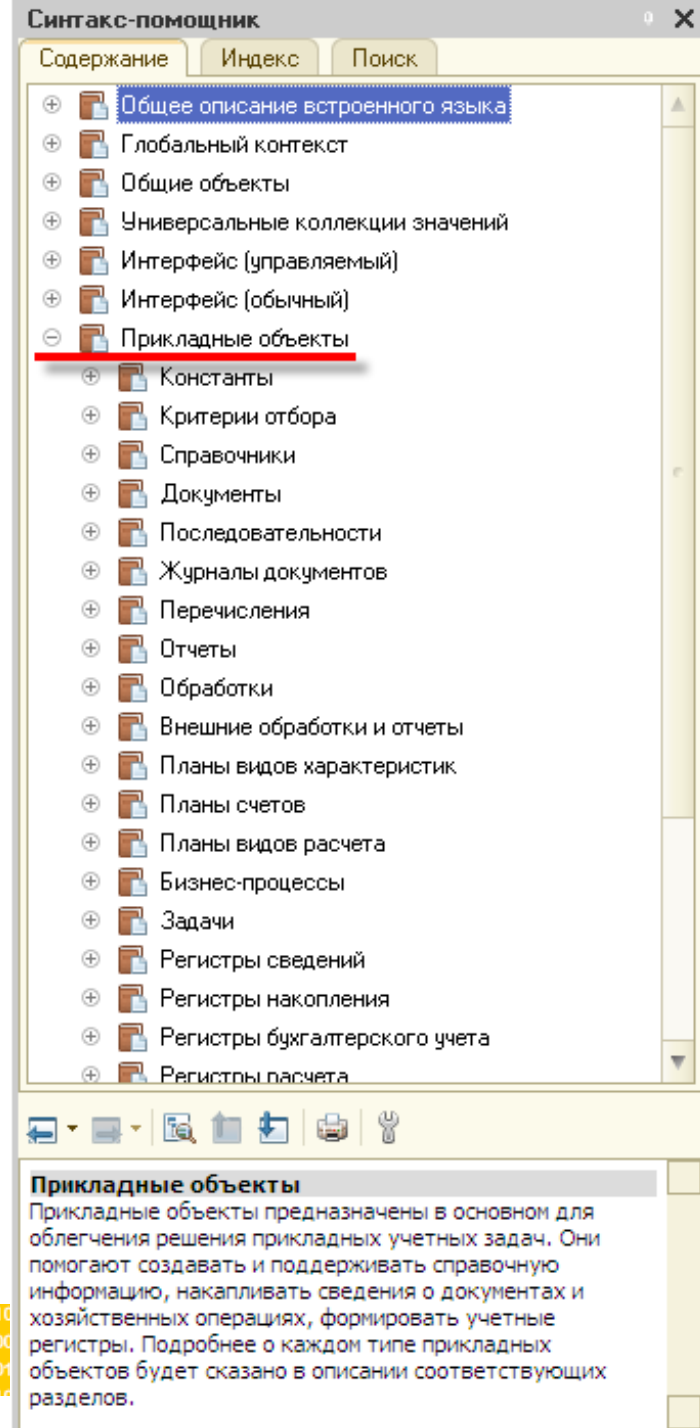 Синтакс-помощник
Содержание Индекс Поиск
Общее описание встроенного языка
Глобальный контекст
Общие объекты
Универсальные коллекции значений
Интерфейс (управляемый)
Интерфейс (обычный)
Прикладные объекты
Константы
Критерии отбора
Справочники
Документы
Последовательности
Журналы документов
Перечисления
Отчеты
Обработки
Внешние обработки и отчеты
Планы видов характеристик
Планы счетов
Планы видов расчета
Бизнес-процессы
Задачи
Регистры сведений
Регистры накопления
Регистры бухгалтерского учета
Регистры расчета
Прикладные объекты
Прикладные объекты предназначены в основном для
облегчения решения прикладных учетных задач. Они
помогают создавать и поддерживать справочную
информацию, накапливать сведения о документах и
хозяйственных операциях, формировать учетные
регистры. Подробнее о каждом типе прикладных
объектов будет сказано в описании соответствующих
разделов.